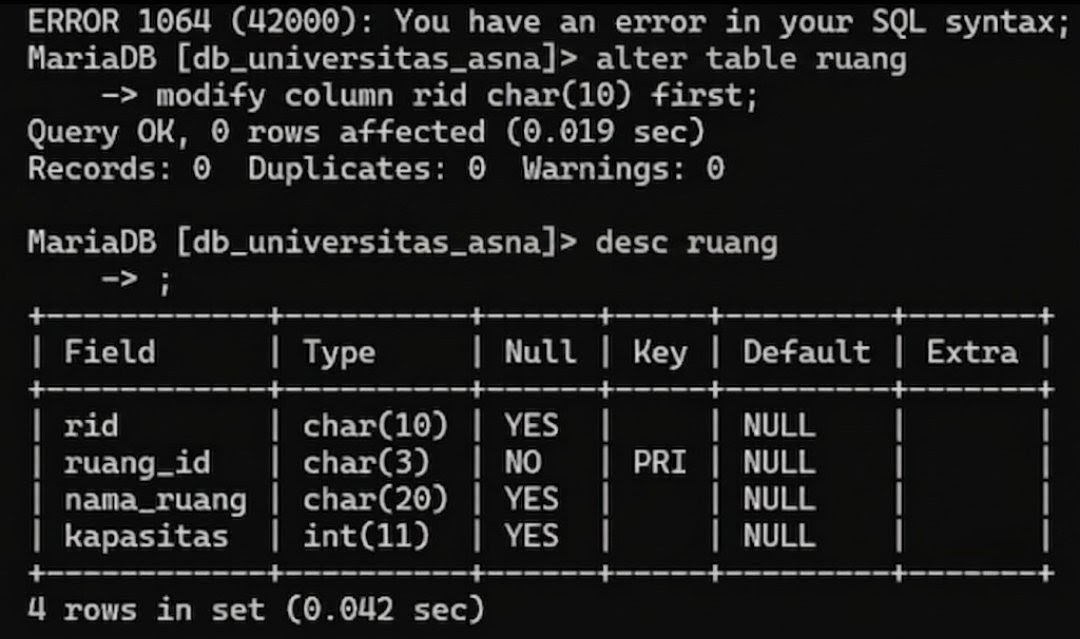 ERROR 1064 (42000): You have an error in your SQL syntax;
MariaDB [db_universitas_asna]> alter table ruang
    -> modify column rid char(10) first;
Query OK, 0 rows affected (0.019 sec)
Records: 0  Duplicates: 0  Warnings: 0

MariaDB [db_universitas_asna]> desc ruang
    -> ;
+------------+----------+------+-----+---------+-------+
| Field      | Type     | Null | Key | Default | Extra |
+------------+----------+------+-----+---------+-------+
| rid        | char(10) | YES  |     | NULL    |       |
| ruang_id   | char(3)  | NO   | PRI | NULL    |       |
| nama_ruang | char(20) | YES  |     | NULL    |       |
| kapasitas  | int(11)  | YES  |     | NULL    |       |
+------------+----------+------+-----+---------+-------+
4 rows in set (0.042 sec)